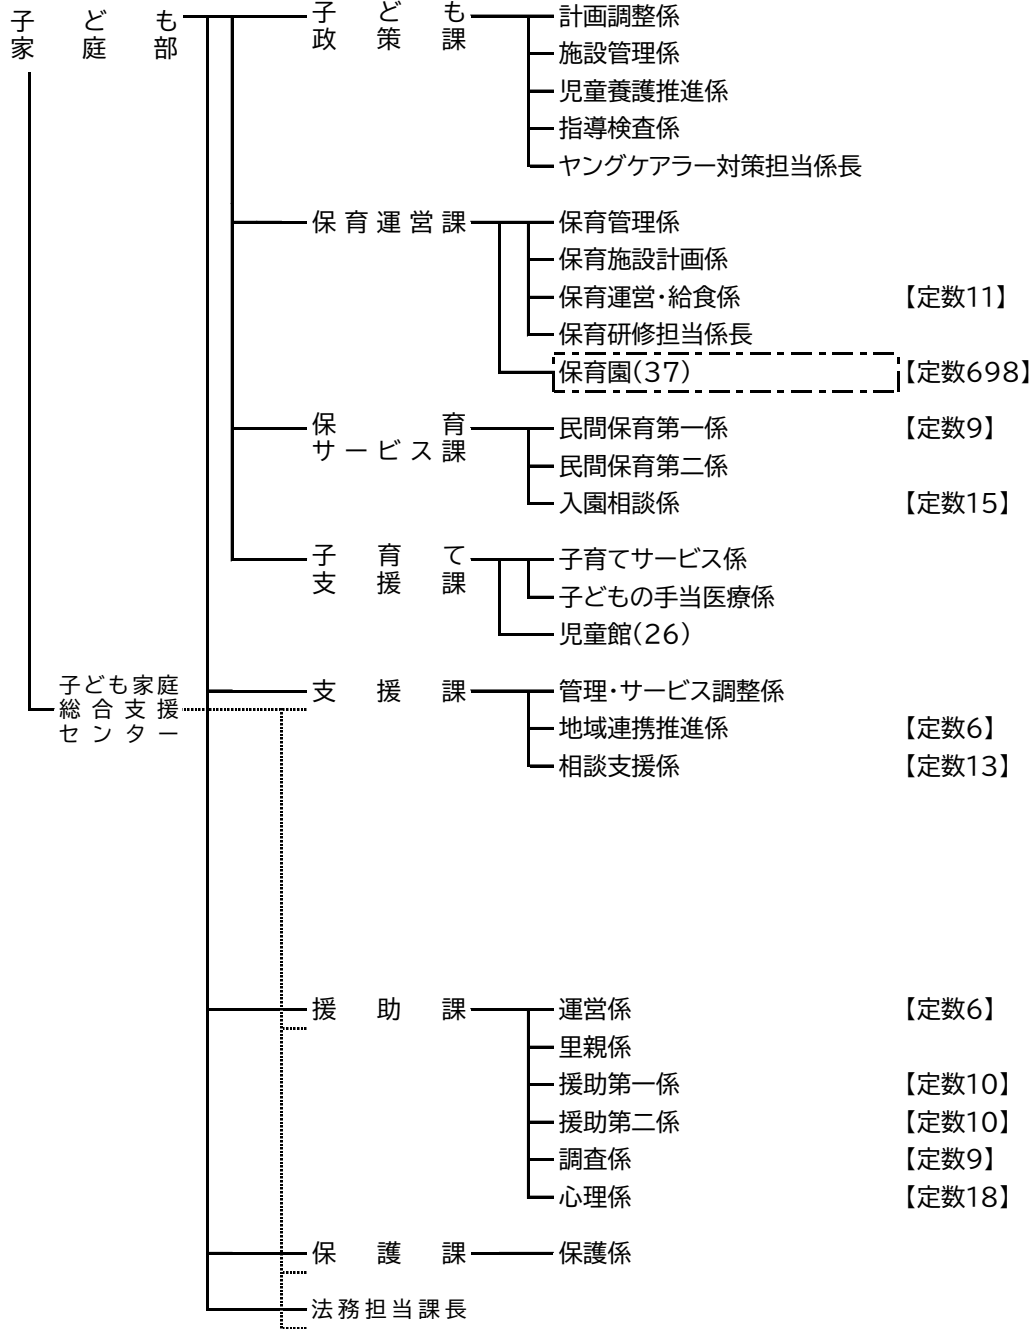 子ども
家庭部
子ども
政策課
計画調整係
施設管理係
児童養護推進係
指導検査係
ヤングケアラー対策担当係長
保育運営課
保育管理係
保育施設計画係
保育運営・給食係 【定数11】
保育研修担当係長
保育園(37) 【定数698】
保育
サービス課
民間保育第一係 【定数9】
民間保育第二係
入園相談係 【定数15】
子育て
支援課
子育てサービス係
子どもの手当医療係
児童館(26)
子ども家庭
総合支援
センター
支援課
管理・サービス調整係
地域連携推進係 【定数6】
相談支援係 【定数13】
援助課
運営係 【定数6】
里親係
援助第一係 【定数10】
援助第二係 【定数10】
調査係 【定数9】
心理係 【定数18】
保護課
保護係
法務担当課長